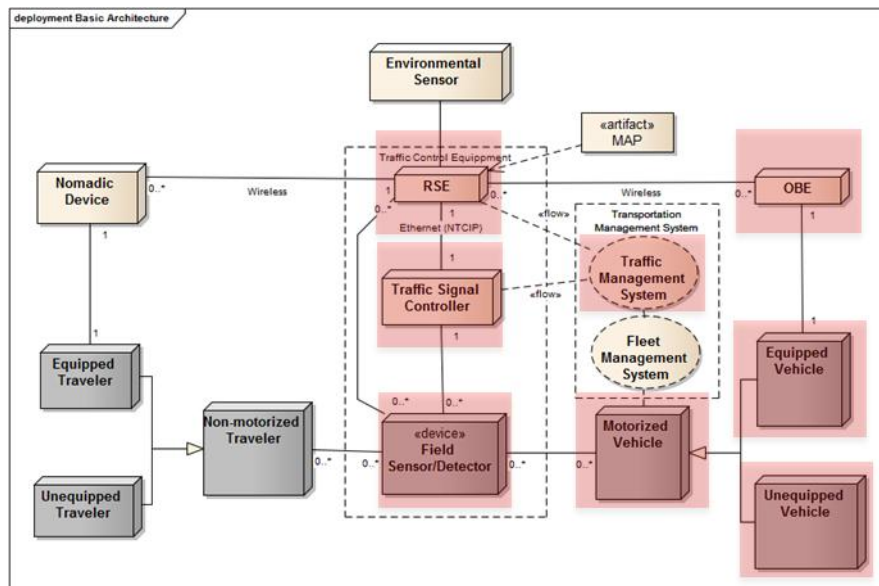 deployment Basic Architecture
Environmental
Sensor
«artifact»
MAP
Traffic Control Equippment
Nomadic
Device
RSE
OBE
0..*
Wireless
1
0..*
0..*
Wireless
0..*
0..*
1
1
1
Ethernet (NTCIP)
«flow»
Transportation
Management System
Traffic
Management
System
1
Traffic Signal
Controller
«flow»
1
1
1
Fleet
Management
System
Equipped
Traveler
Equipped
Vehicle
0..*
0..*
Non-motorized
Traveler
«device»
Field
Sensor/Detector
Motorized
Vehicle
0..*
0..*
0..*
0..*
Unequipped
Traveler
Unequipped
Vehicle